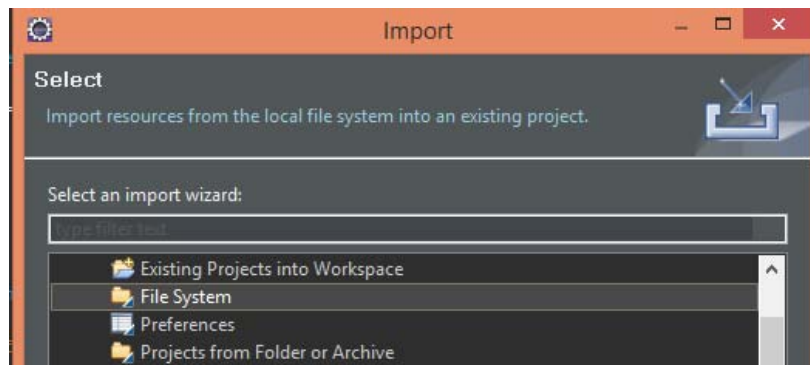 Import
Select
Import resources from the local file system into an existing project.
Select an import wizard:
type filter text
Existing Projects into Workspace
File System
Preferences
Projects from Folder or Archive